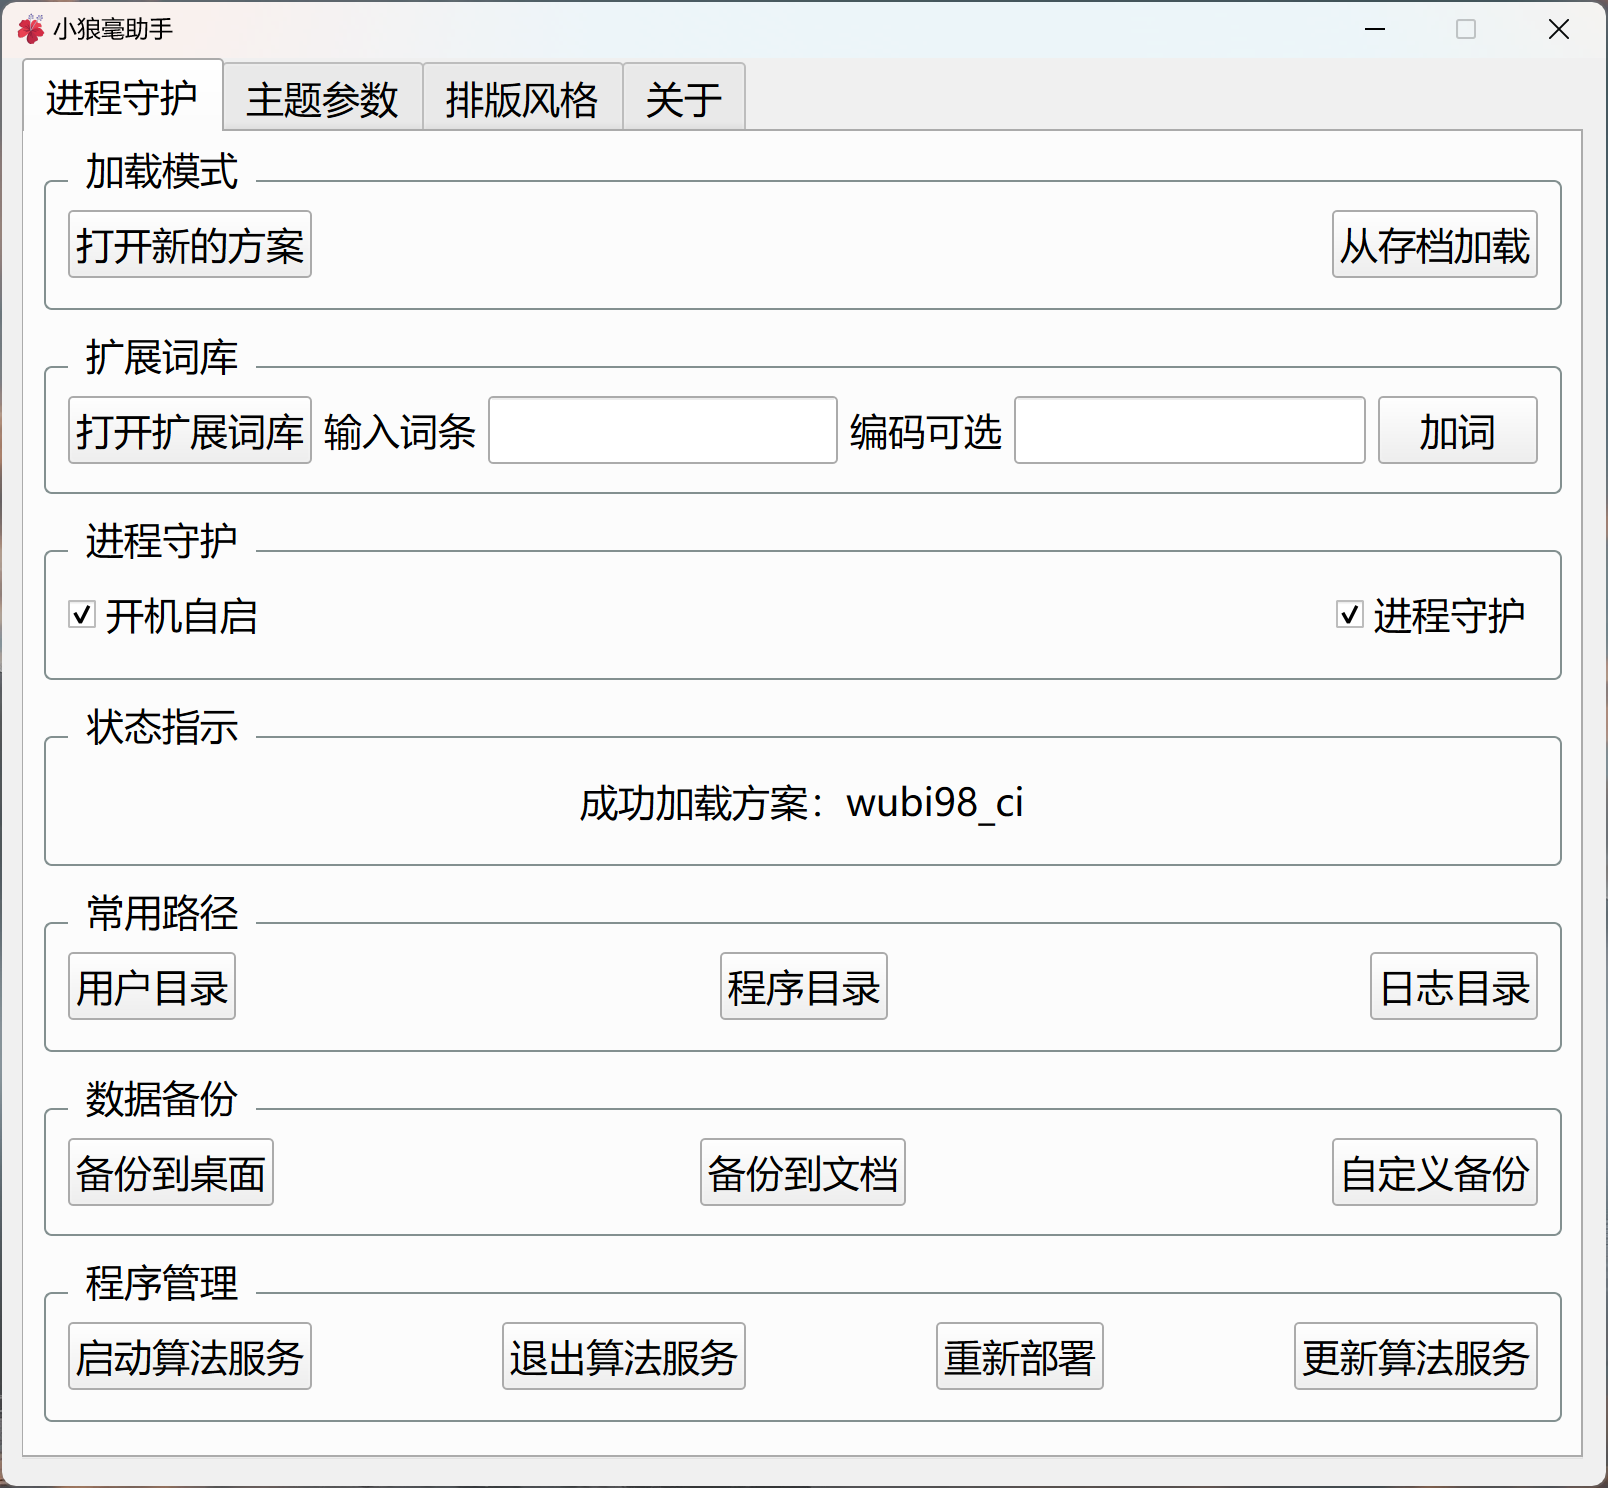 小狼毫助手
进程守护 主题参数 排版风格 关于
加载模式
打开新的方案 从存档加载
扩展词库
打开扩展词库 输入词条 编码可选 加词
进程守护
开机自启 进程守护
状态指示
成功加载方案：wubi98_ci
常用路径
用户目录 程序目录 日志目录
数据备份
备份到桌面 备份到文档 自定义备份
程序管理
启动算法服务 退出算法服务 重新部署 更新算法服务